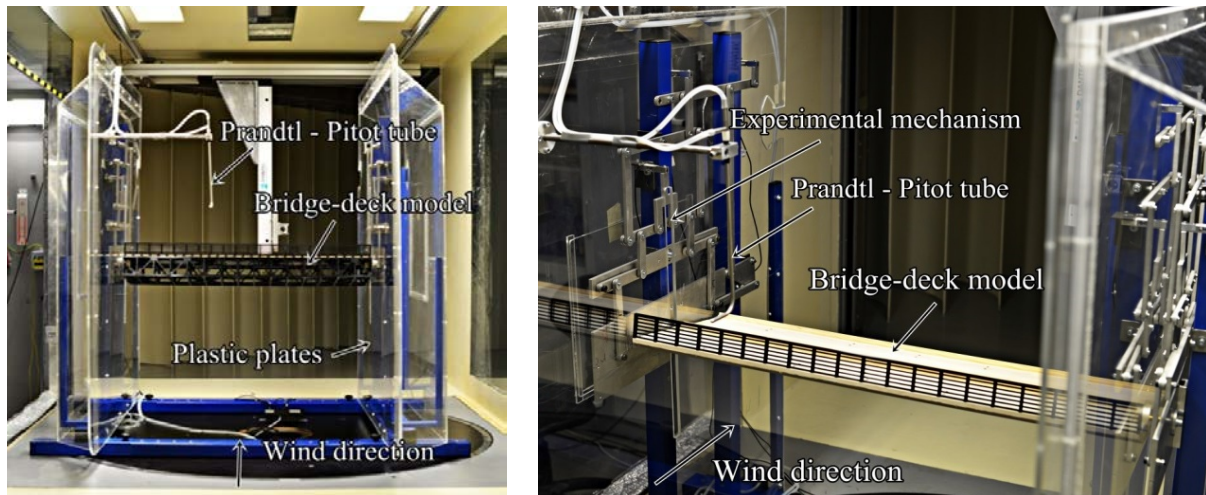 Prandtl - Pitot tube
Bridge-deck model
Plastic plates
Wind direction
Experimental mechanism
Prandtl - Pitot tube
Bridge-deck model
Wind direction